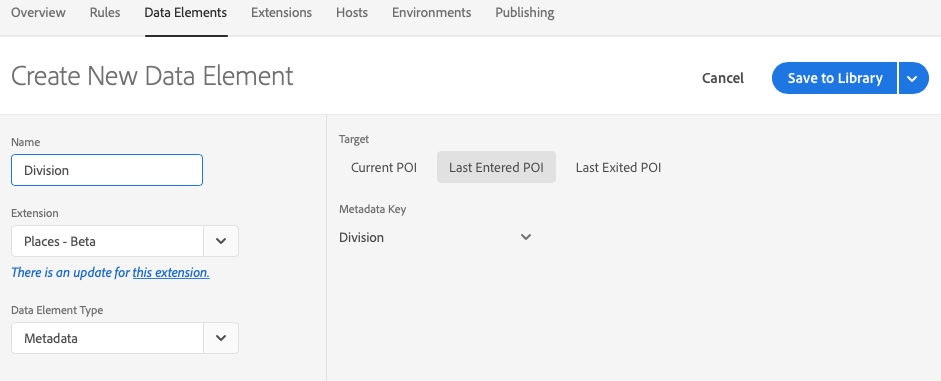 Overview Rules Data Elements Extensions Hosts Environments Publishing
Create New Data Element
Cancel Save to Library
Name
Division
Extension
Places - Beta
There is an update for this extension.
Data Element Type
Metadata
Target
Current POI Last Entered POI Last Exited POI
Metadata Key
Division